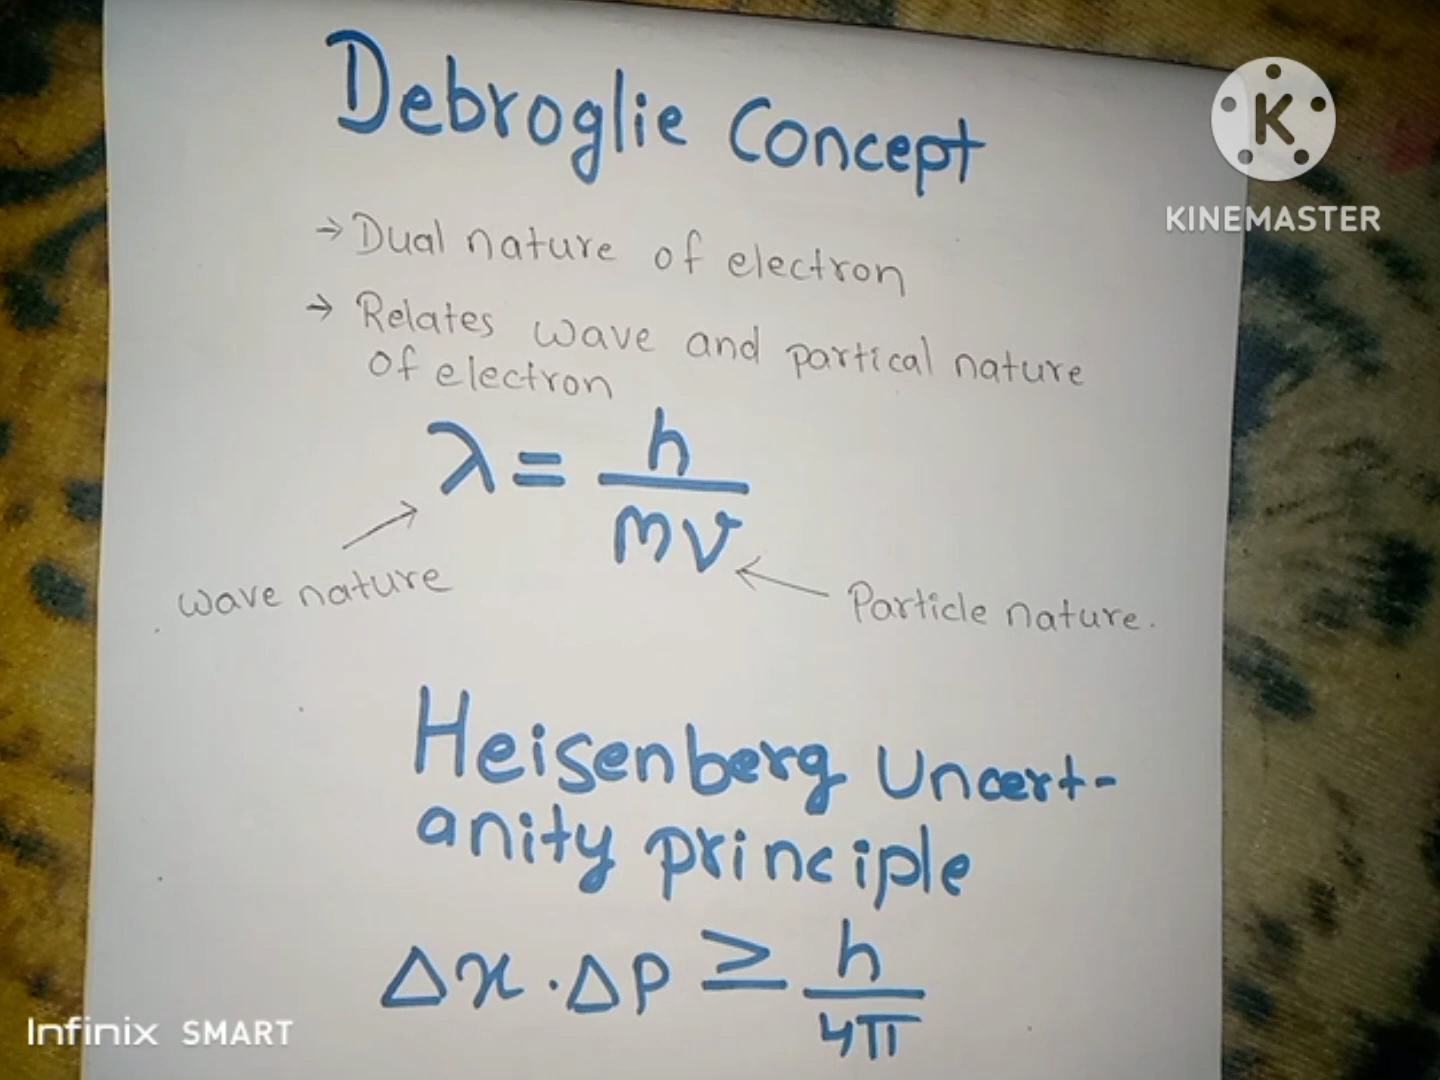 Debroglie Concept
KINEMASTER
→ Dual nature of electron
→ Relates wave and partical nature
of electron
λ = h/mv
wave nature
Particle nature.
Heisenberg Uncert-
anity principle
Δx . Δp ≥ h/4π
Infinix SMART